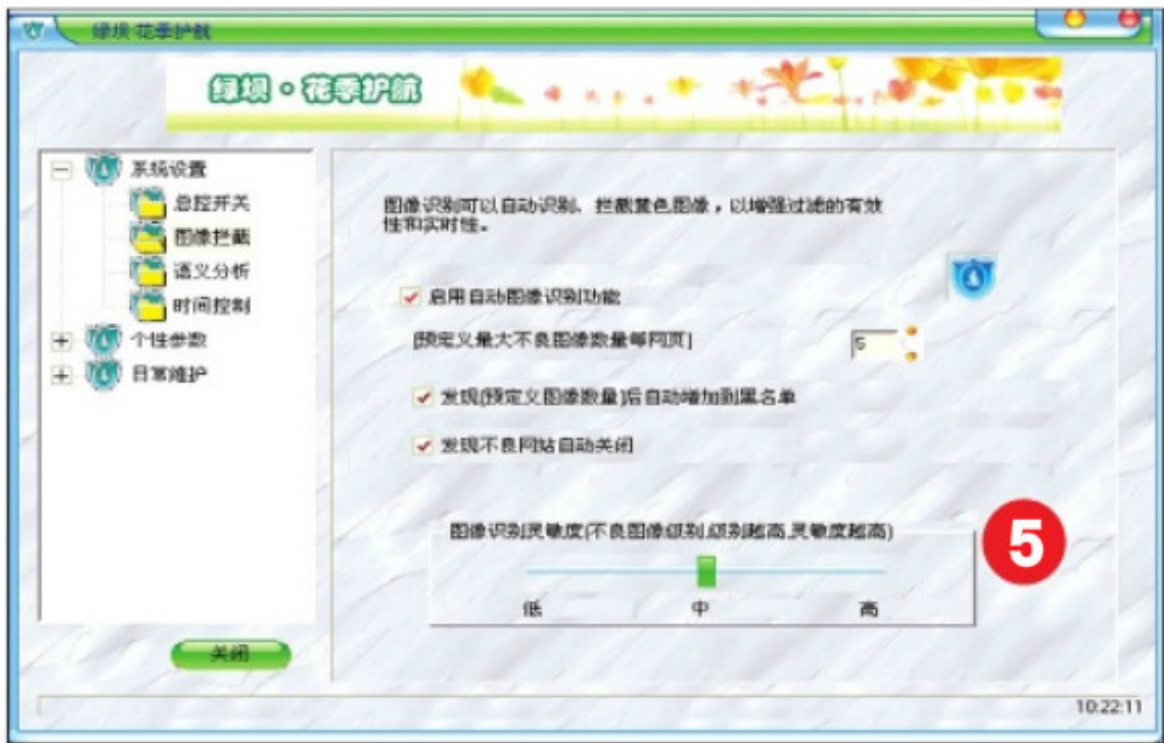 绿坝 花季护航
绿坝·花季护航
系统设置
总控开关
图像拦截
语义分析
时间控制
个性参数
日常维护
关闭
图像识别可以自动识别、拦截黄色图像，以增强过滤的有效
性和实时性。
启用自动图像识别功能
[预定义最大不良图像数量每网页]
5
发现[预定义图像数量]后自动增加到黑名单
发现不良网站自动关闭
图像识别灵敏度(不良图像级别,级别越高,灵敏度越高)
低 中 高
5
10:22:11